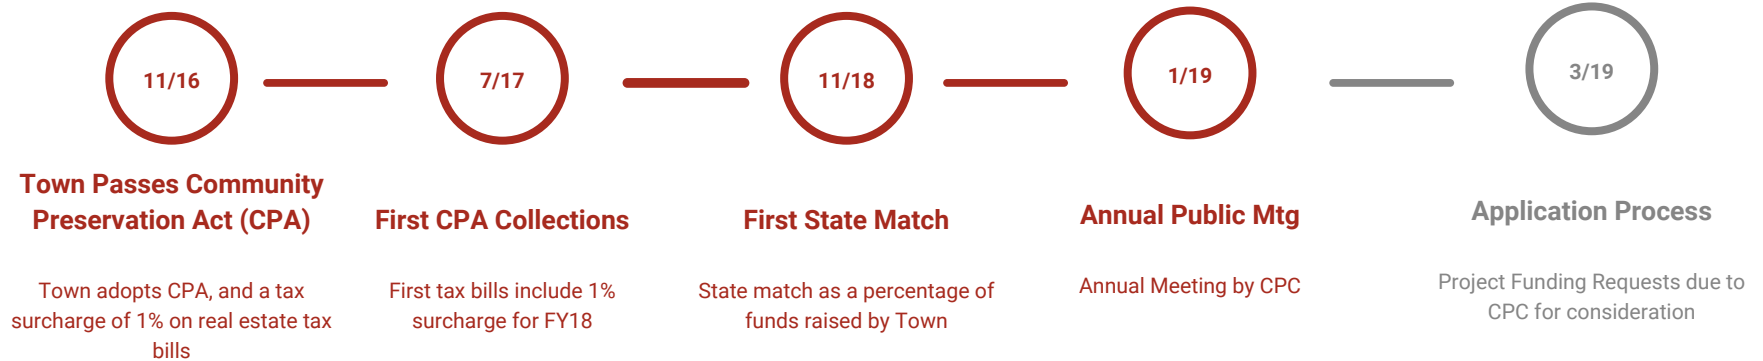 11/16
7/17
11/18
1/19
3/19
Town Passes Community
Preservation Act (CPA)
First CPA Collections
First State Match
Annual Public Mtg
Application Process
Town adopts CPA, and a tax
surcharge of 1% on real estate tax
bills
First tax bills include 1%
surcharge for FY18
State match as a percentage of
funds raised by Town
Annual Meeting by CPC
Project Funding Requests due to
CPC for consideration